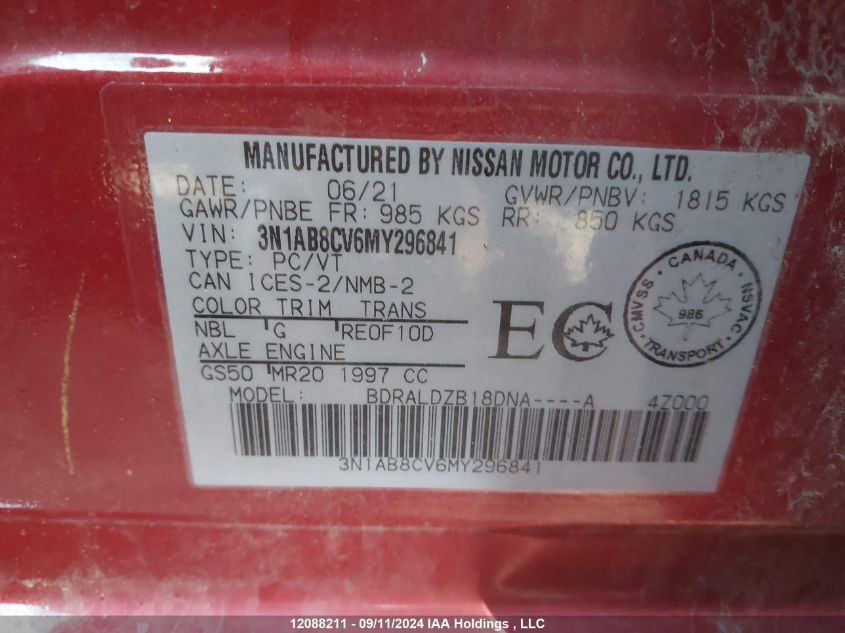 MANUFACTURED BY NISSAN MOTOR CO., LTD.
DATE: 06/21 GVWR/PNBV: 1815 KGS
GAWR/PNBE FR: 985 KGS RR: 850 KGS
VIN: 3N1AB8CV6MY296841
TYPE: PC/VT
CAN ICES-2/NMB-2
COLOR TRIM TRANS
NBL G RE0F10D
AXLE ENGINE
GS50 MR20 1997 CC
MODEL: BDRALDZB18DNA----A 4Z000
3N1AB8CV6MY296841
EC
CANADA
CMVSS • NSVAC
986
TRANSPORT
12088211 - 09/11/2024 IAA Holdings , LLC